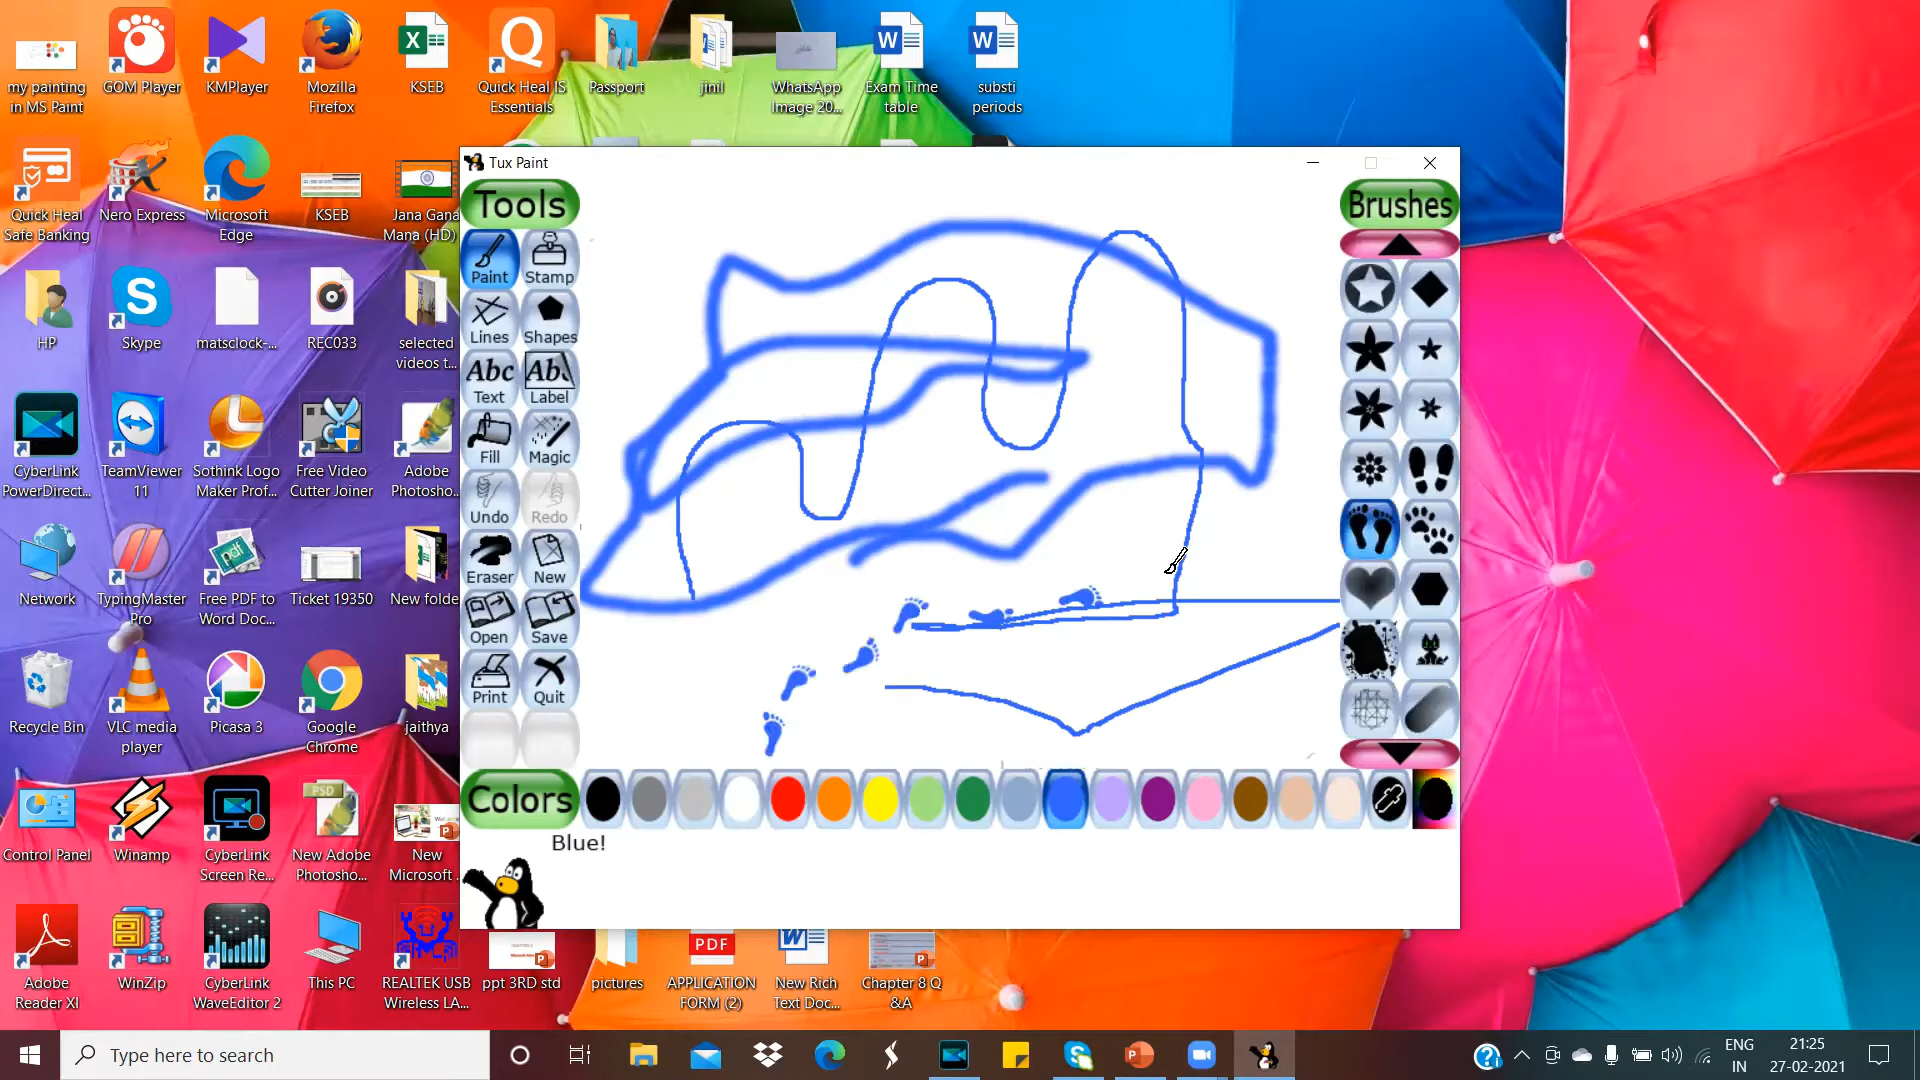 my painting
in MS Paint
GOM Player
KMPlayer
Mozilla
Firefox
KSEB
Quick Heal IS
Essentials
Passport
jinil
WhatsApp
Image 20...
Exam Time
table
substi
periods
Quick Heal
Safe Banking
Nero Express
Microsoft
Edge
KSEB
Jana Gana
Mana (HD)
HP
Skype
matsclock-...
REC033
selected
videos t...
CyberLink
PowerDirect...
TeamViewer
11
Sothink Logo
Maker Prof...
Free Video
Cutter Joiner
Adobe
Photosho...
Network
TypingMaster
Pro
Free PDF to
Word Doc...
Ticket 19350
New folde
Recycle Bin
VLC media
player
Picasa 3
Google
Chrome
jaithya
Control Panel
Winamp
CyberLink
Screen Re...
New Adobe
Photosho...
New
Microsoft
Adobe
Reader XI
WinZip
CyberLink
WaveEditor 2
This PC
REALTEK USB
Wireless LA...
ppt 3RD std
pictures
PDF
APPLICATION
FORM (2)
New Rich
Text Doc...
Chapter 8 Q
&A
Tux Paint
Tools
Brushes
Paint
Stamp
Lines
Shapes
Abc
Text
Abc
Label
Fill
Magic
Undo
Redo
Eraser
New
Open
Save
Print
Quit
Colors
Blue!
Type here to search
ENG
IN
21:25
27-02-2021